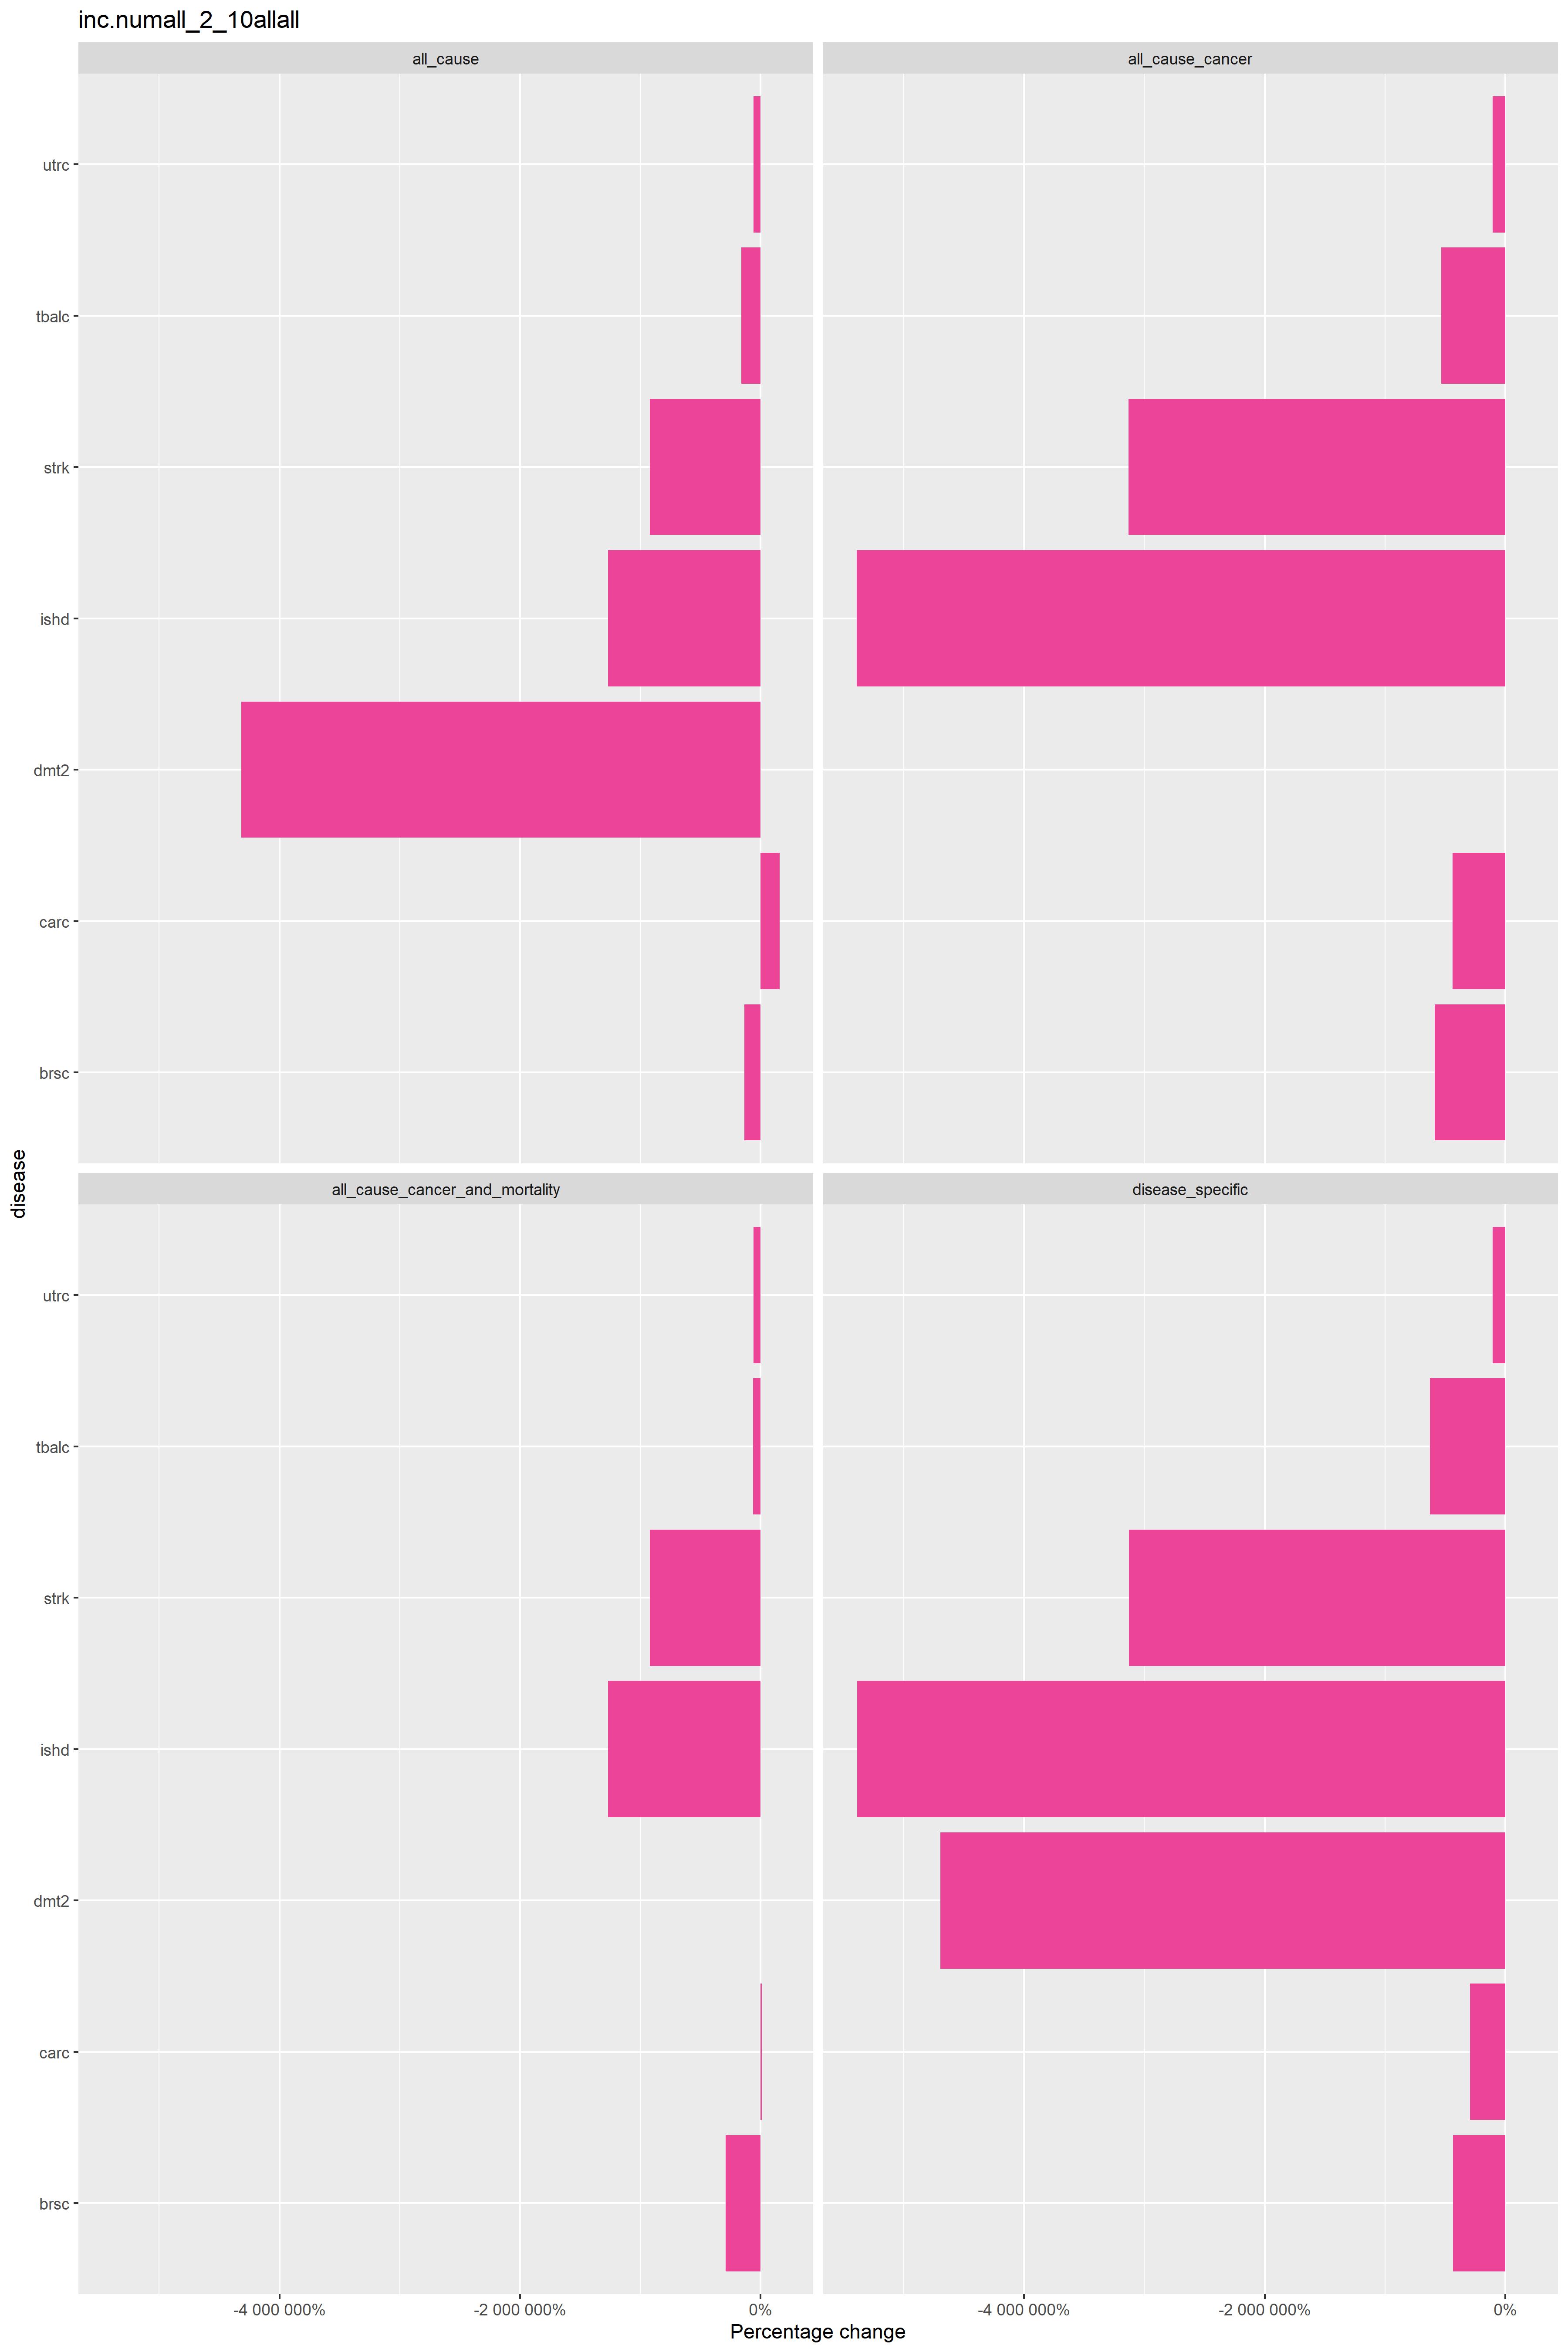 inc.numall_2_10allall
all_cause
all_cause_cancer
utrc
tbalc
strk
ishd
dmt2
carc
brsc
disease
all_cause_cancer_and_mortality
disease_specific
utrc
tbalc
strk
ishd
dmt2
carc
brsc
-4 000 000%
-2 000 000%
0%
-4 000 000%
-2 000 000%
0%
Percentage change